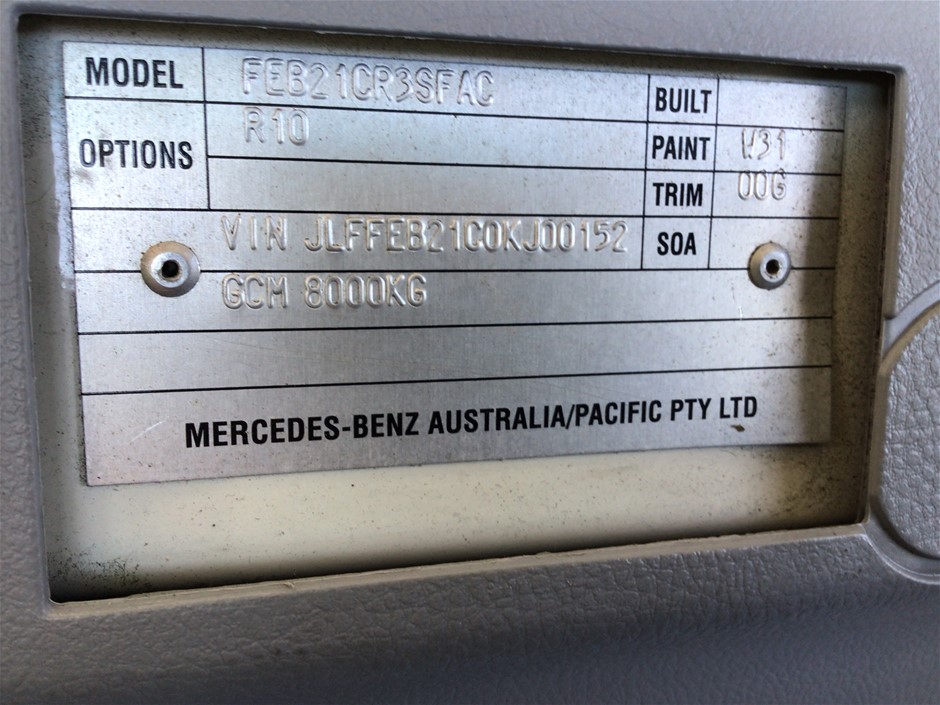 MODEL FEB21CR3SFAC
BUILT
OPTIONS R10
PAINT W31
TRIM 00G
VIN JLFFEB21C0KJ00152
SOA
GCM 8000KG
MERCEDES-BENZ AUSTRALIA/PACIFIC PTY LTD